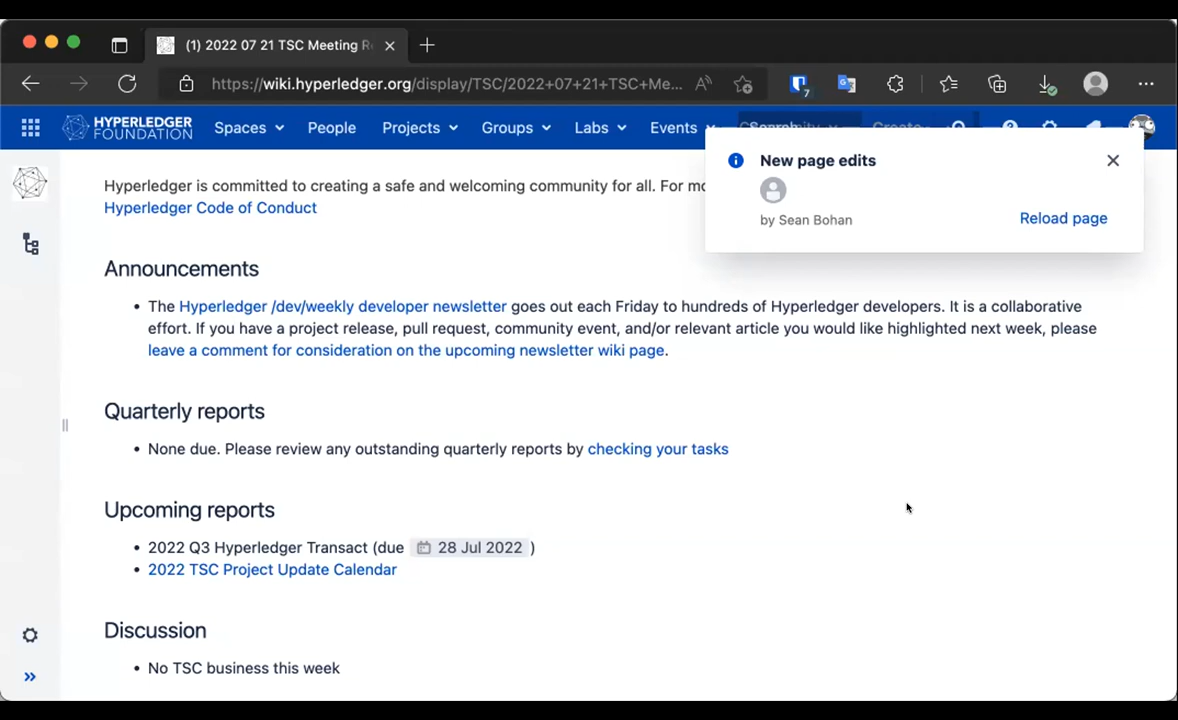 (1) 2022 07 21 TSC Meeting R
https://wiki.hyperledger.org/display/TSC/2022+07+21+TSC+Me...
7
HYPERLEDGER
FOUNDATION
Spaces
People
Projects
Groups
Labs
Events
Search
Create
New page edits
by Sean Bohan
Reload page
Hyperledger is committed to creating a safe and welcoming community for all. For mo
Hyperledger Code of Conduct
Announcements
• The Hyperledger /dev/weekly developer newsletter goes out each Friday to hundreds of Hyperledger developers. It is a collaborative
effort. If you have a project release, pull request, community event, and/or relevant article you would like highlighted next week, please
leave a comment for consideration on the upcoming newsletter wiki page.
Quarterly reports
• None due. Please review any outstanding quarterly reports by checking your tasks
Upcoming reports
• 2022 Q3 Hyperledger Transact (due 28 Jul 2022 )
• 2022 TSC Project Update Calendar
Discussion
• No TSC business this week